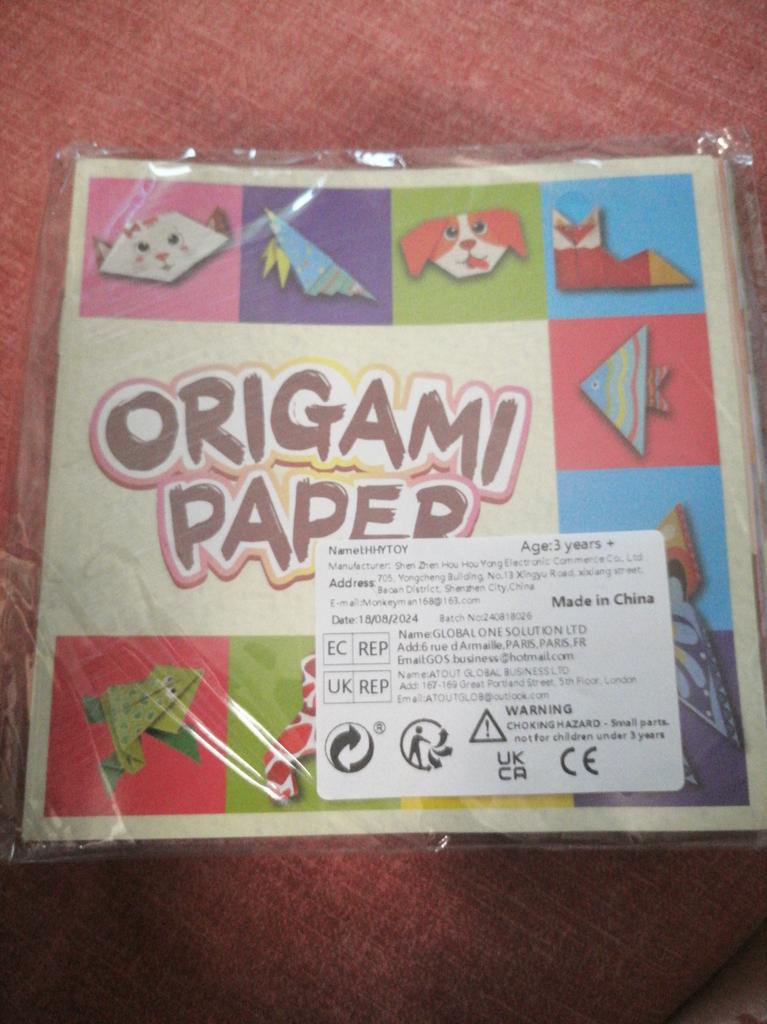 ORIGAMI
PAPER
Name:HHYTOY
Age:3 years +
Manufacturer: Shen Zhen Hou Hou Yong Electronic Commerce Co., Ltd
Address:705, Yongcheng Building, No.13 Xingyu Road, xixiang street,
Baoan District, Shenzhen City,China
E-mail:Monkeyman168@163.com
Made in China
Date:18/08/2024 Batch No:240818026
EC REP
Name:GLOBAL ONE SOLUTION LTD
Add:6 rue d Armaille,PARIS,PARIS,FR
Email:GOS.business@hotmail.com
UK REP
Name:ATOUT GLOBAL BUSINESS LTD
Add: 167-169 Great Portland Street, 5th Floor, London
Email:ATOUTGLOB@outlook.com
WARNING
CHOKING HAZARD - Small parts.
not for children under 3 years
®
UK
CA
CE